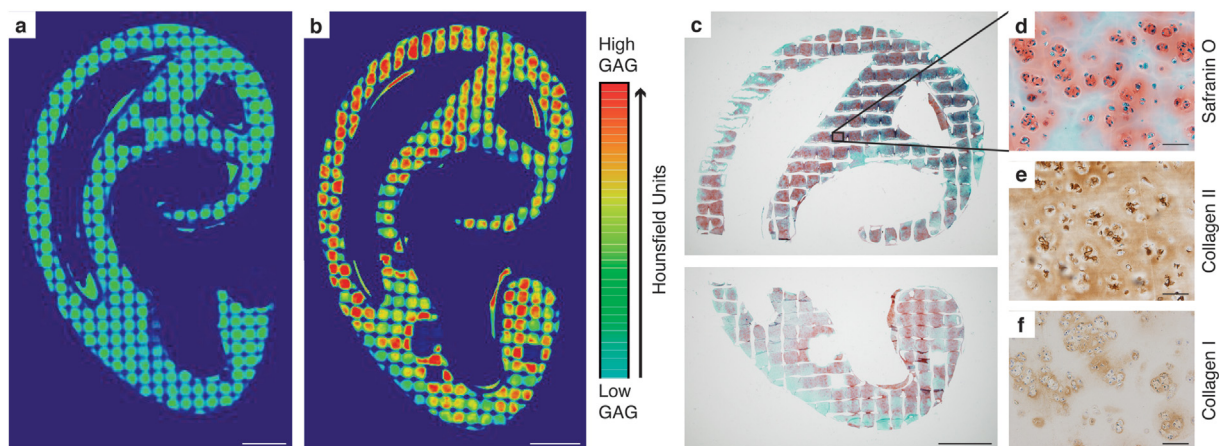 a
b
High
GAG
Hounsfield Units
Low
GAG
c
d
Safranin O
e
Collagen II
f
Collagen I